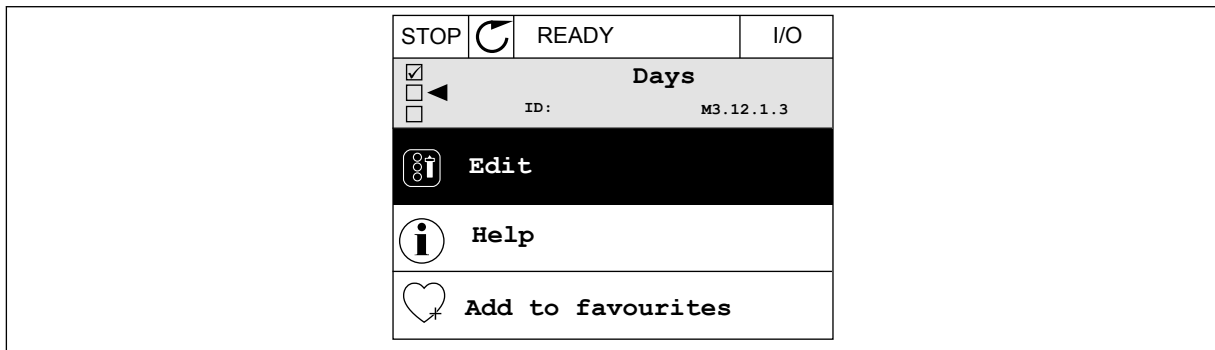 STOP READY I/O
Days
ID: M3.12.1.3
Edit
Help
Add to favourites